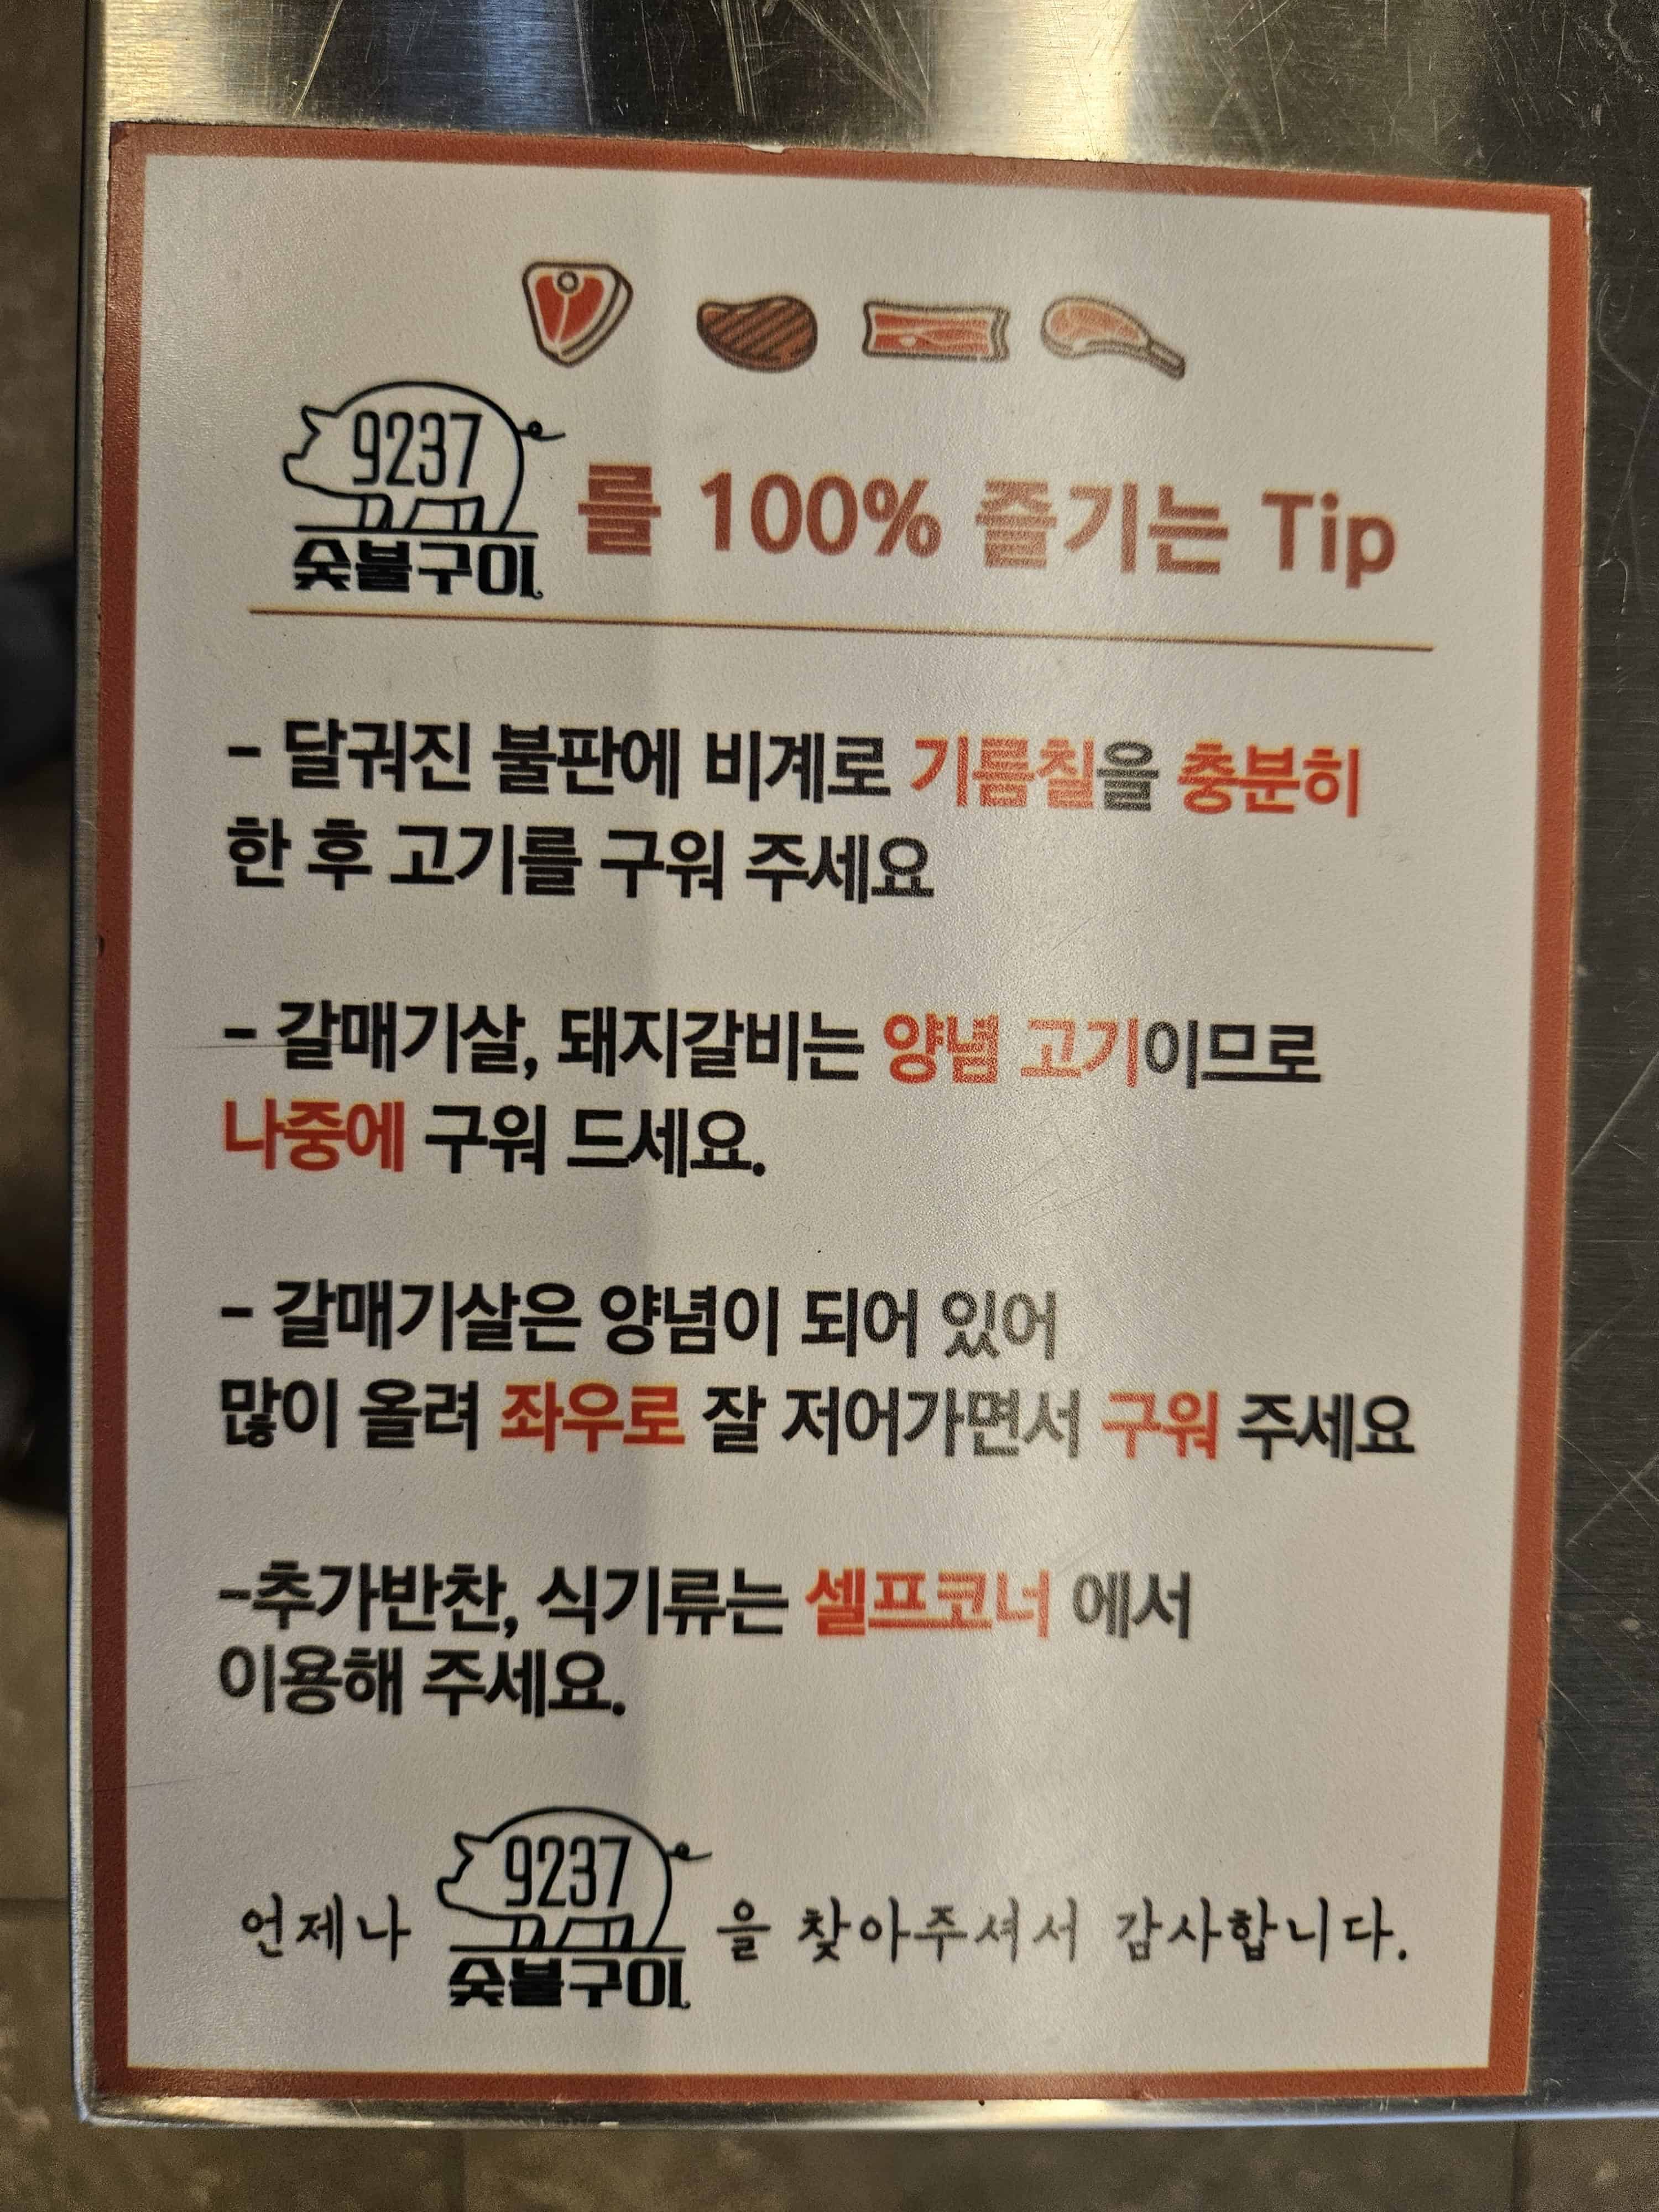 9237
숯불구이 를 100% 즐기는 Tip
- 달궈진 불판에 비계로 기름칠을 충분히
한 후 고기를 구워 주세요
- 갈매기살, 돼지갈비는 양념 고기이므로
나중에 구워 드세요.
- 갈매기살은 양념이 되어 있어
많이 올려 좌우로 잘 저어가면서 구워 주세요
-추가반찬, 식기류는 셀프코너 에서
이용해 주세요.
언제나 9237 을 찾아주셔서 감사합니다.
숯불구이